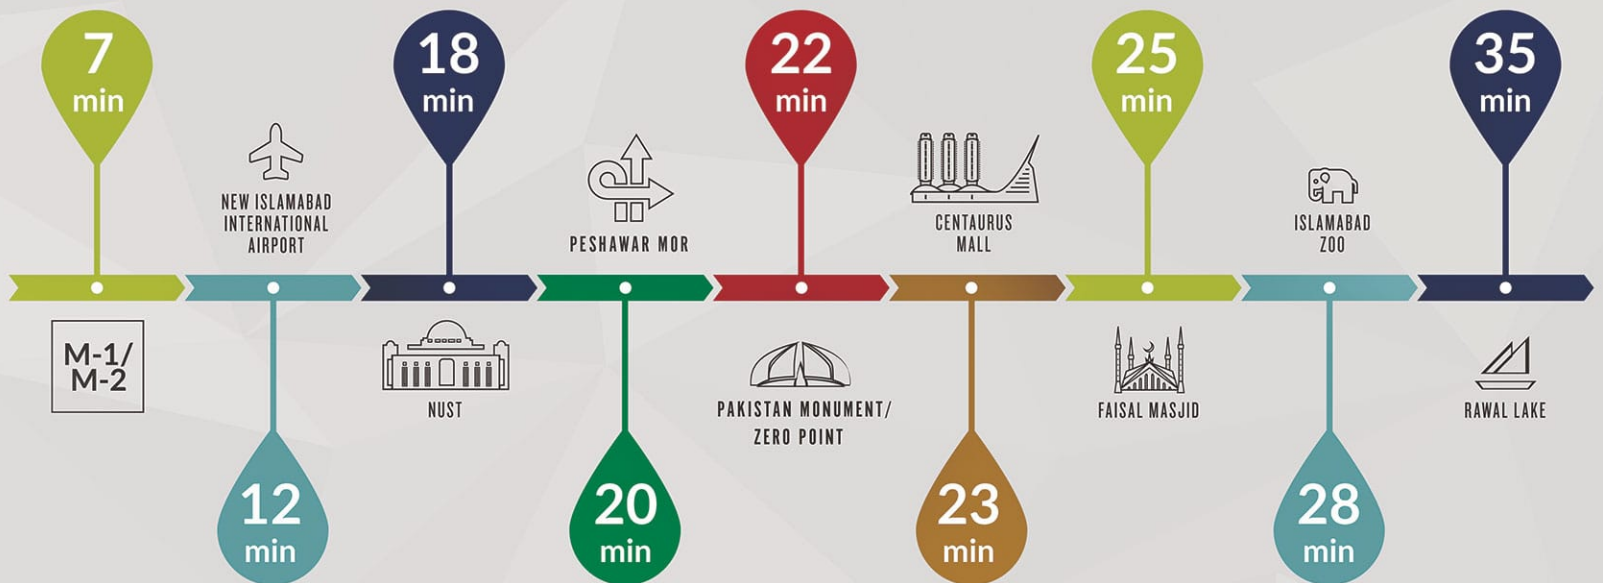 7
min
M-1/
M-2
NEW ISLAMABAD
INTERNATIONAL
AIRPORT
12
min
18
min
NUST
PESHAWAR MOR
20
min
22
min
PAKISTAN MONUMENT/
ZERO POINT
CENTAURUS
MALL
23
min
25
min
FAISAL MASJID
ISLAMABAD
ZOO
28
min
35
min
RAWAL LAKE